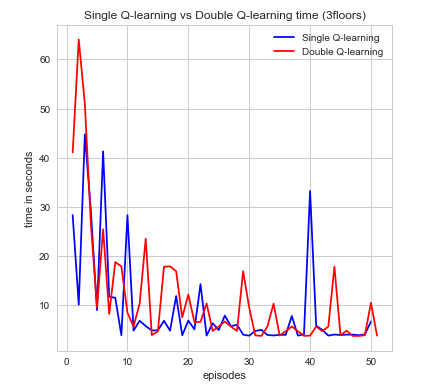 Single Q-learning vs Double Q-learning time (3floors)
Single Q-learning
Double Q-learning
60
50
40
30
20
10
time in seconds
0 10 20 30 40 50
episodes